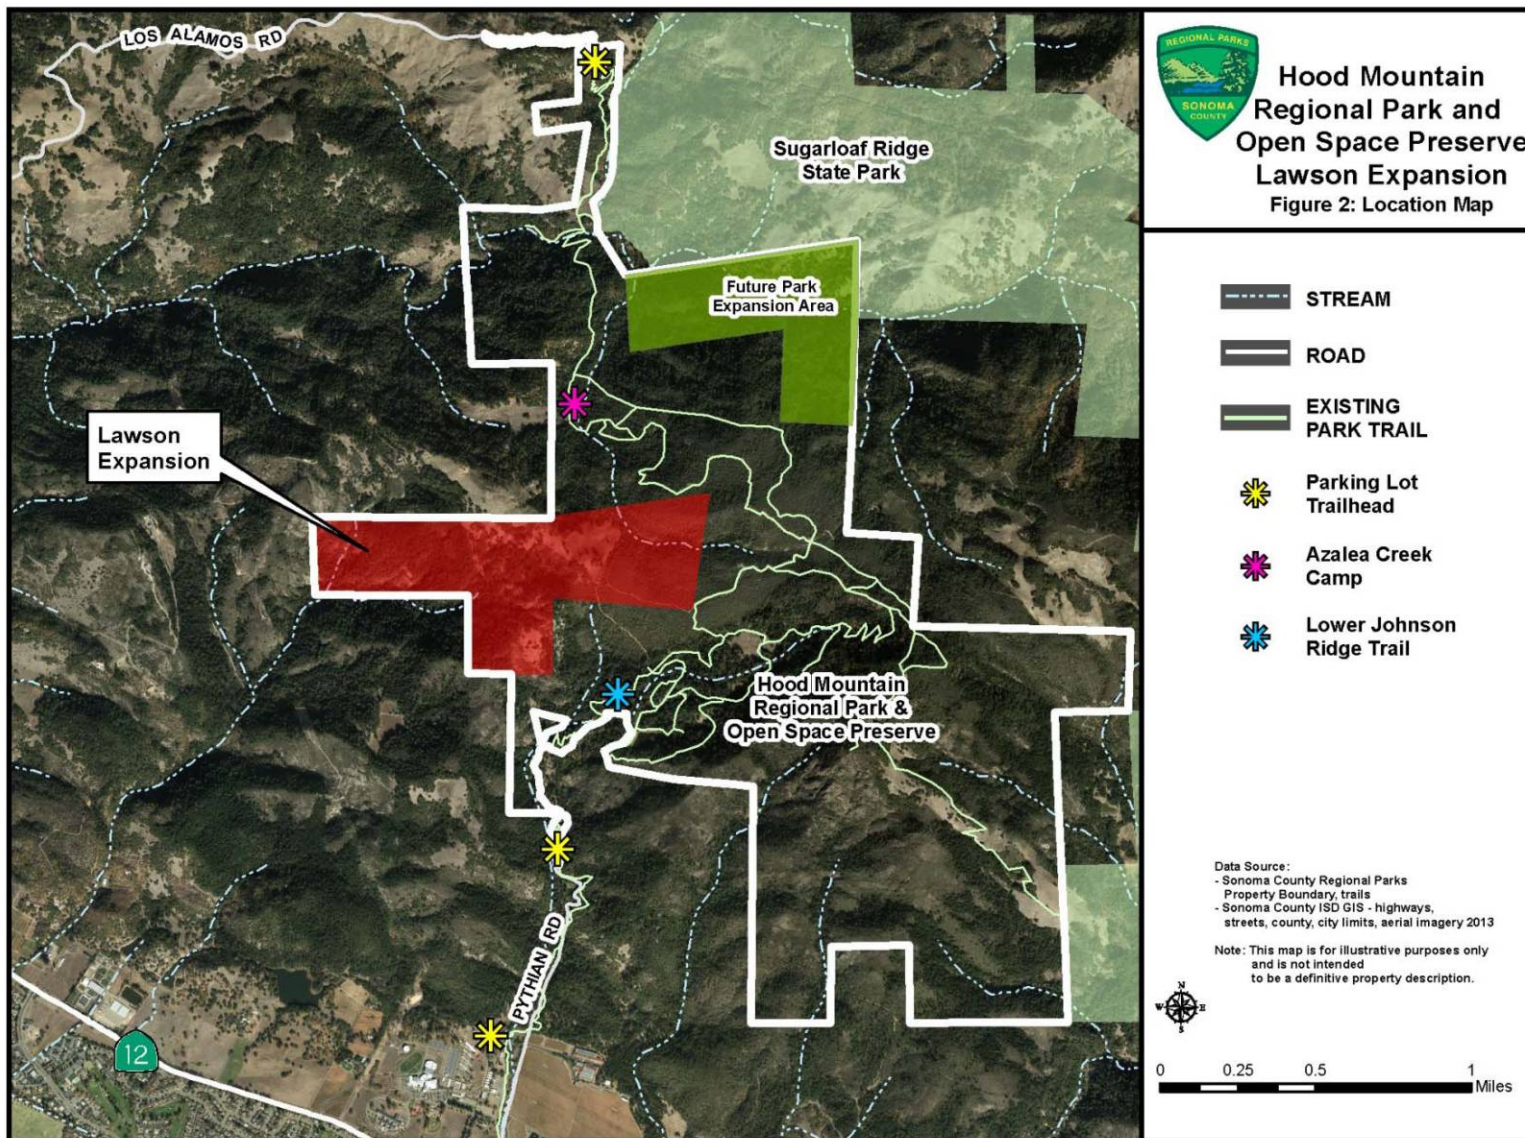 LOS ALAMOS RD
Sugarloaf Ridge
State Park
Future Park
Expansion Area
Lawson
Expansion
Hood Mountain
Regional Park &
Open Space Preserve
PYTHIAN RD
12
REGIONAL PARKS
SONOMA
COUNTY
Hood Mountain
Regional Park and
Open Space Preserve
Lawson Expansion
Figure 2: Location Map
STREAM
ROAD
EXISTING
PARK TRAIL
Parking Lot
Trailhead
Azalea Creek
Camp
Lower Johnson
Ridge Trail
Data Source:
- Sonoma County Regional Parks
Property Boundary, trails
- Sonoma County ISD GIS - highways,
streets, county, city limits, aerial imagery 2013
Note: This map is for illustrative purposes only
and is not intended
to be a definitive property description.
N
W E
S
0 0.25 0.5 1
Miles